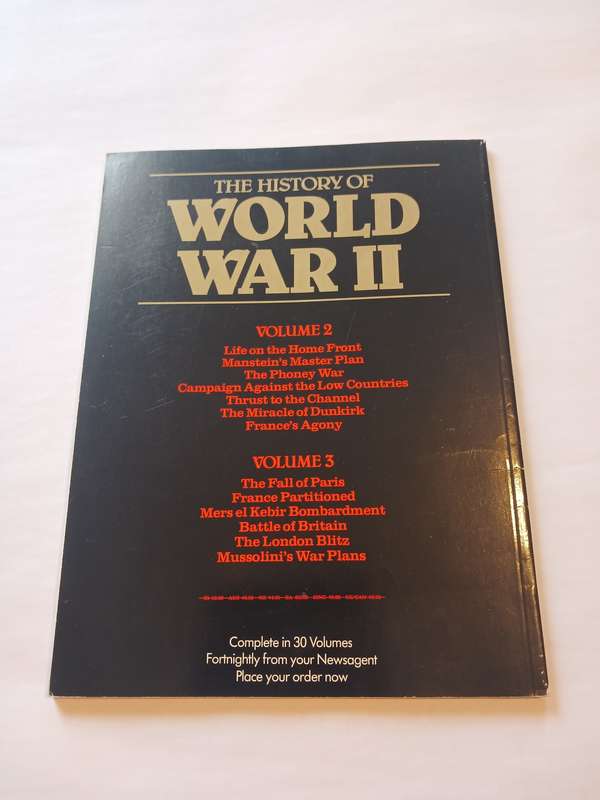 THE HISTORY OF
WORLD
WAR II
VOLUME 2
Life on the Home Front
Manstein's Master Plan
The Phoney War
Campaign Against the Low Countries
Thrust to the Channel
The Miracle of Dunkirk
France's Agony
VOLUME 3
The Fall of Paris
France Partitioned
Mers el Kebir Bombardment
Battle of Britain
The London Blitz
Mussolini's War Plans
Complete in 30 Volumes
Fortnightly from your Newsagent
Place your order now